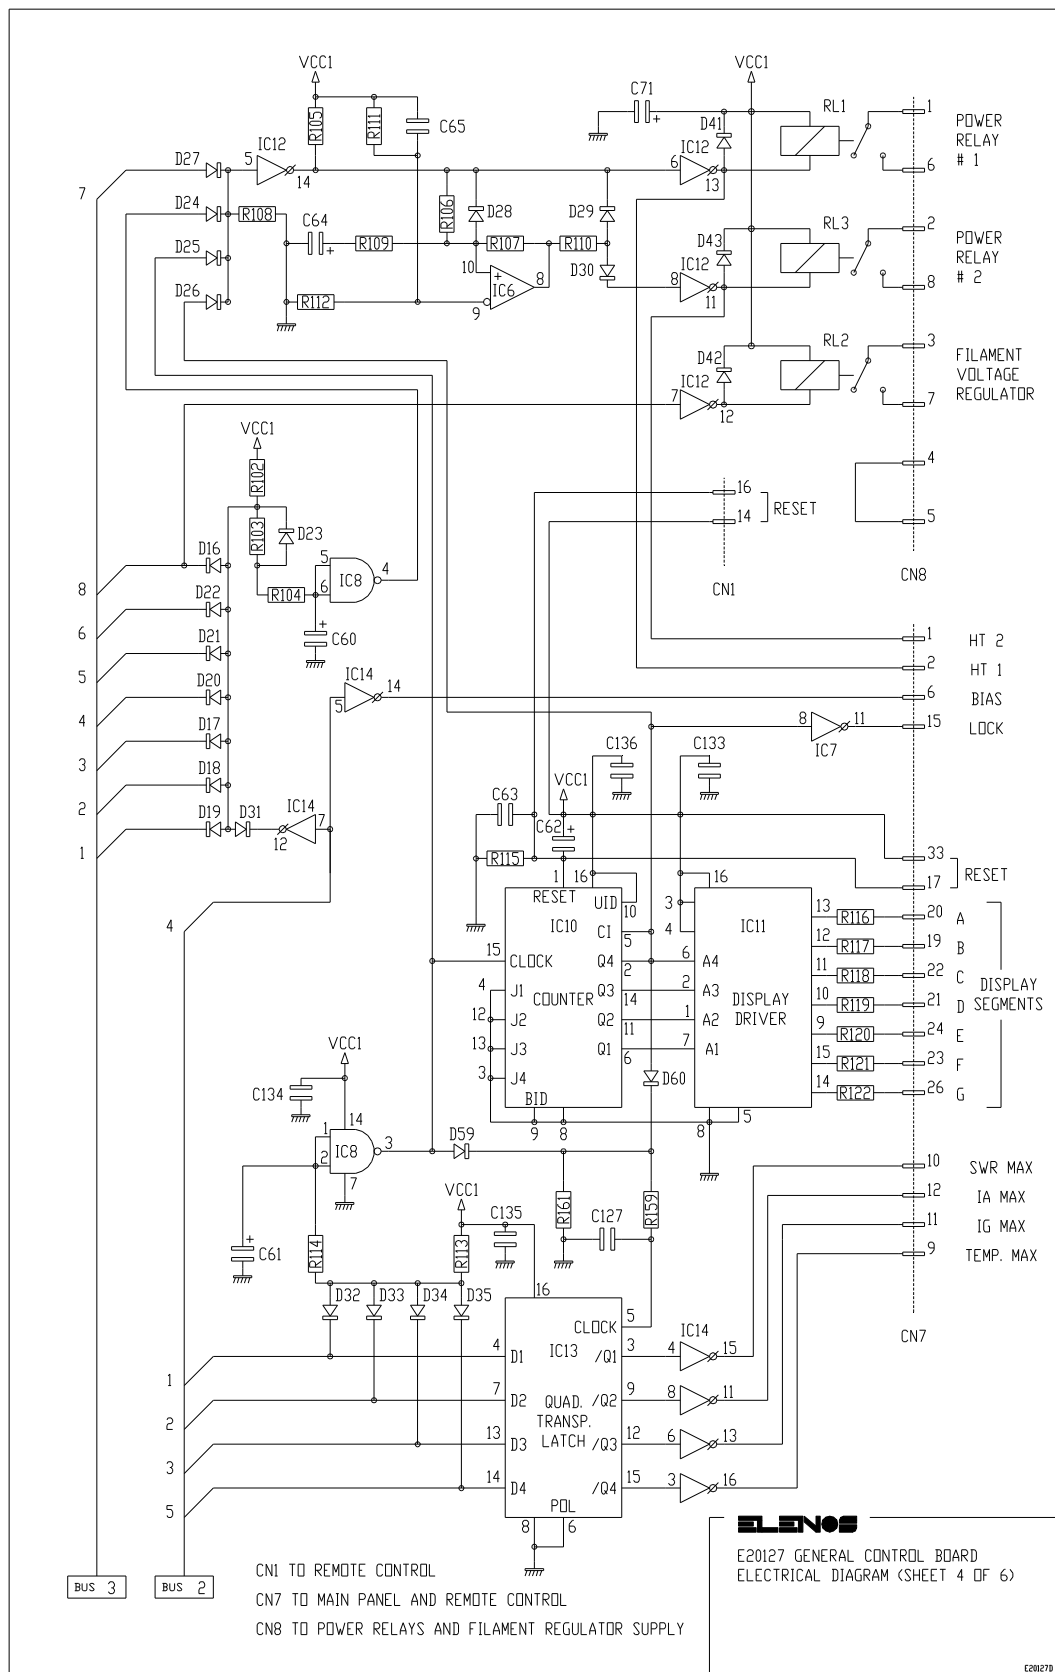 VCC1
VCC1
C71
RL1
1
POWER
RELAY
# 1
R105
R111
C65
D41
IC12
D27
5
14
6
IC12
13
6
7
D24
R108
C64
+
R109
R106
D28
D29
RL3
2
POWER
RELAY
# 2
D25
R107
R110
D43
IC12
10
+
IC6
8
D30
8
11
8
D26
R112
9
RL2
3
FILAMENT
VOLTAGE
REGULATOR
D42
IC12
7
12
7
VCC1
R102
4
16
14
RESET
5
R103
D23
D16
5
6
IC8
4
R104
CN1
CN8
8
D22
+
C60
6
D21
1
HT 2
5
D20
IC14
5
14
2
HT 1
4
D17
6
BIAS
3
D18
8
11
IC7
15
LOCK
2
D19
D31
IC14
12
7
C136
C133
VCC1
C63
C62
+
1
R115
33
17
RESET
1
16
RESET
UID
10
16
4
IC10
CI
5
3
4
IC11
13
R116
20
A
15
CLOCK
Q4
2
6
A4
12
R117
19
B
4
J1
COUNTER
Q3
14
2
A3
DISPLAY
DRIVER
11
R118
22
C
DISPLAY
SEGMENTS
12
J2
Q2
11
1
A2
10
R119
21
D
13
J3
Q1
6
7
A1
9
R120
24
E
3
J4
15
R121
23
F
BID
9
8
D60
14
R122
26
G
8
5
VCC1
C134
14
1
2
IC8
3
7
D59
10
SWR MAX
12
IA MAX
11
IG MAX
9
TEMP. MAX
VCC1
R161
R159
C127
+
C61
R114
R113
C135
D32
D33
D34
D35
16
CLOCK
5
CN7
1
4
D1
IC13
/Q1
3
4
IC14
15
2
7
D2
QUAD.
TRANSP.
LATCH
/Q2
9
8
11
3
13
D3
/Q3
12
6
13
5
14
D4
/Q4
15
3
16
POL
8
6
BUS 3
BUS 2
CN1 TO REMOTE CONTROL
CN7 TO MAIN PANEL AND REMOTE CONTROL
CN8 TO POWER RELAYS AND FILAMENT REGULATOR SUPPLY
ELENOS
E20127 GENERAL CONTROL BOARD
ELECTRICAL DIAGRAM (SHEET 4 OF 6)
E20127D